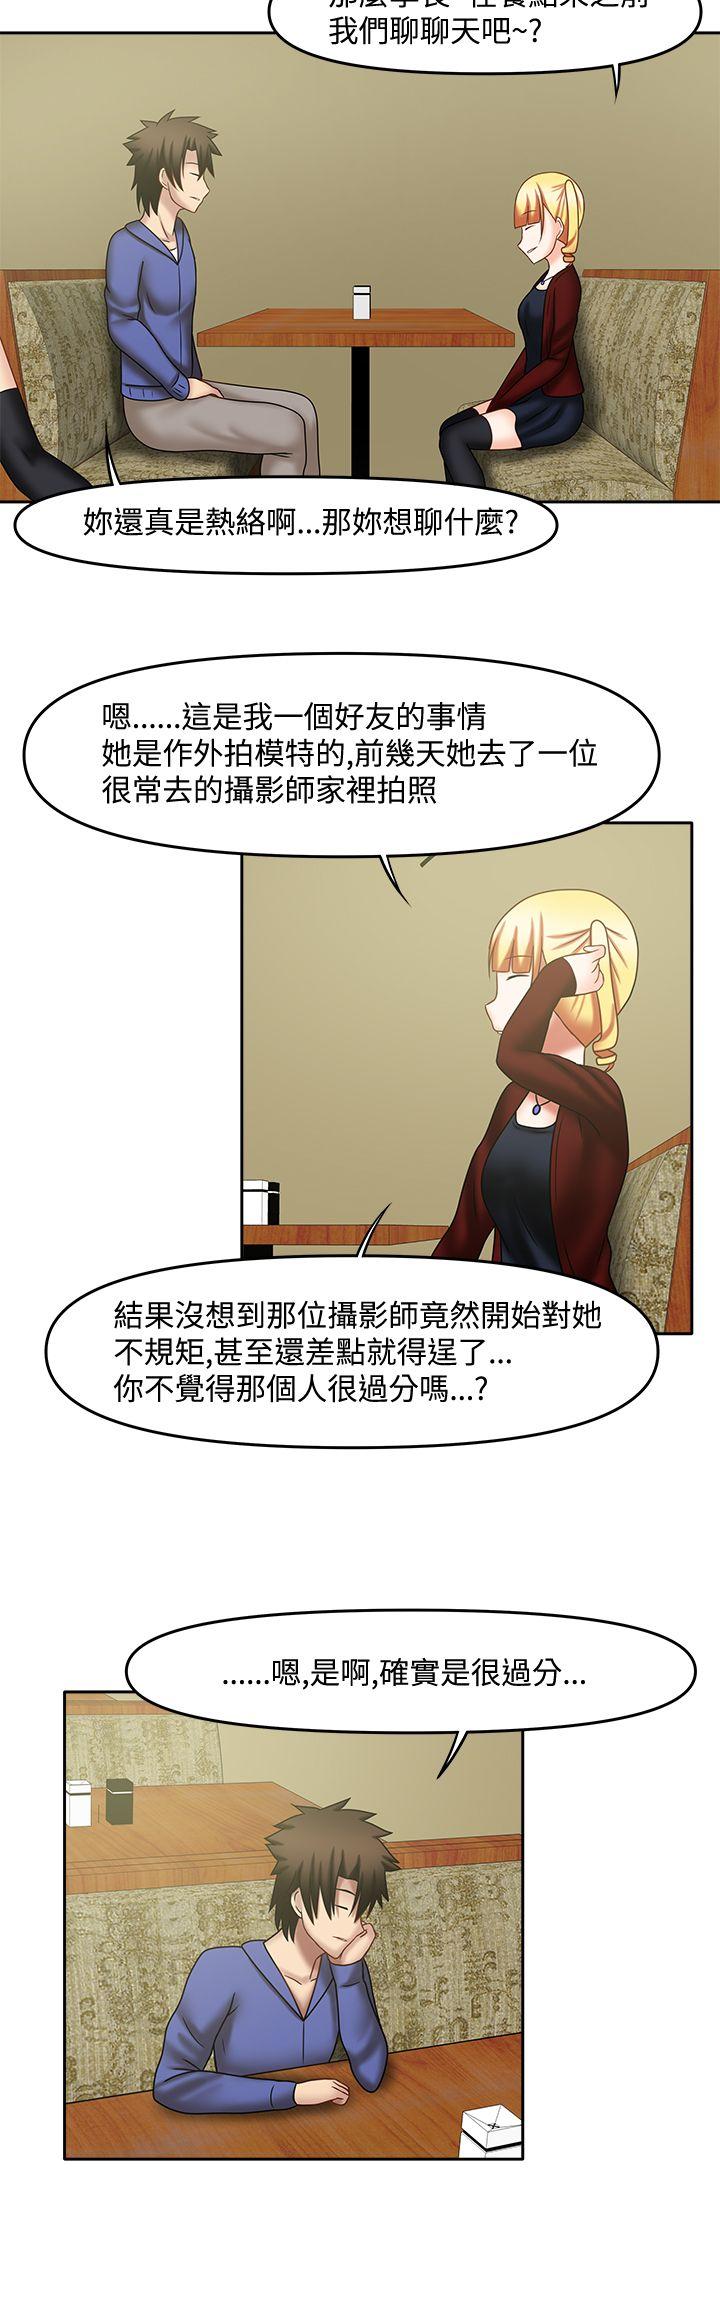 我們聊聊天吧~?
妳還真是熱絡啊...那妳想聊什麼?
嗯......這是我一個好友的事情
她是作外拍模特的,前幾天她去了一位
很常去的攝影師家裡拍照
結果沒想到那位攝影師竟然開始對她
不規矩,甚至還差點就得逞了...
你不覺得那個人很過分嗎...?
......嗯,是啊,確實是很過分...